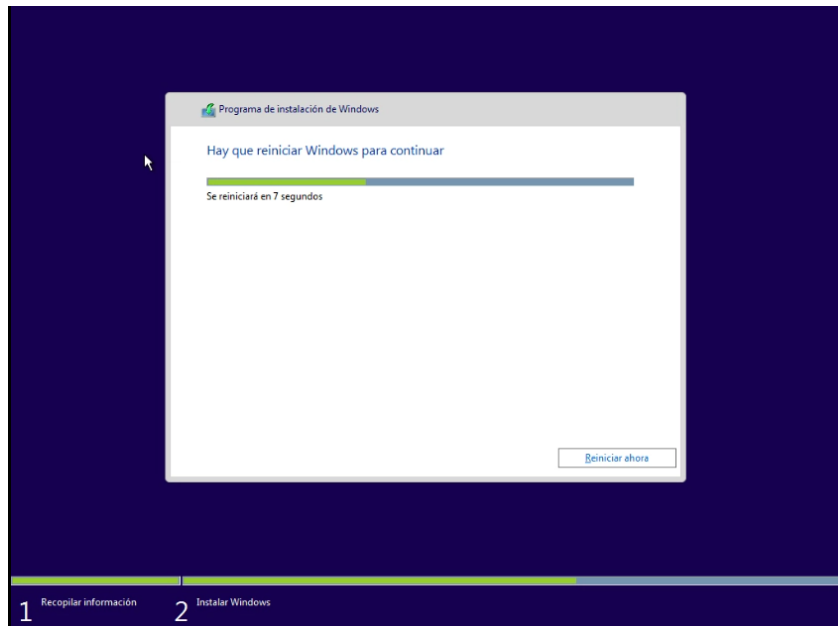 Programa de instalación de Windows
Hay que reiniciar Windows para continuar
Se reiniciará en 7 segundos
Reiniciar ahora
1 Recopilar información
2 Instalar Windows